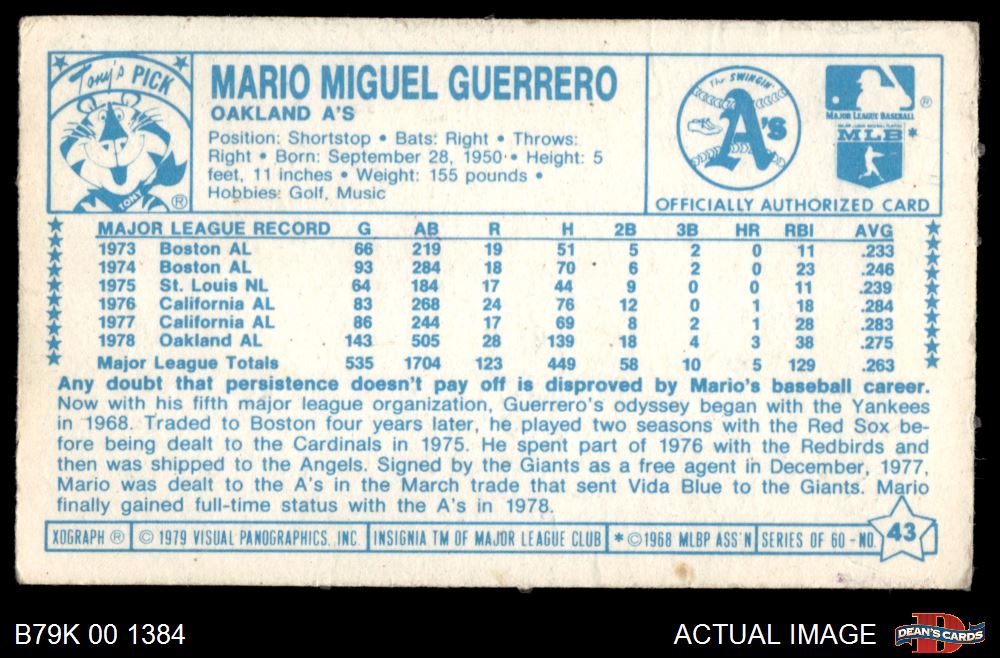 Tony's PICK
TONY ®
MARIO MIGUEL GUERRERO
OAKLAND A'S
Position: Shortstop • Bats: Right • Throws:
Right • Born: September 28, 1950 • Height: 5
feet, 11 inches • Weight: 155 pounds •
Hobbies: Golf, Music
The SWINGIN'
A's
®
MAJOR LEAGUE BASEBALL
MLB *
OFFICIALLY AUTHORIZED CARD
MAJOR LEAGUE RECORD G AB R H 2B 3B HR RBI AVG
1973 Boston AL 66 219 19 51 5 2 0 11 .233
1974 Boston AL 93 284 18 70 6 2 0 23 .246
1975 St. Louis NL 64 184 17 44 9 0 0 11 .239
1976 California AL 83 268 24 76 12 0 1 18 .284
1977 California AL 86 244 17 69 8 2 1 28 .283
1978 Oakland AL 143 505 28 139 18 4 3 38 .275
Major League Totals 535 1704 123 449 58 10 5 129 .263
Any doubt that persistence doesn't pay off is disproved by Mario's baseball career.
Now with his fifth major league organization, Guerrero's odyssey began with the Yankees
in 1968. Traded to Boston four years later, he played two seasons with the Red Sox be-
fore being dealt to the Cardinals in 1975. He spent part of 1976 with the Redbirds and
then was shipped to the Angels. Signed by the Giants as a free agent in December, 1977,
Mario was dealt to the A's in the March trade that sent Vida Blue to the Giants. Mario
finally gained full-time status with the A's in 1978.
XOGRAPH ® © 1979 VISUAL PANOGRAPHICS, INC. INSIGNIA TM OF MAJOR LEAGUE CLUB * © 1968 MLBP ASS'N SERIES OF 60 - NO. 43
B79K 00 1384
ACTUAL IMAGE
D
DEAN'S CARDS